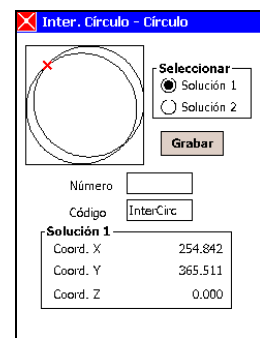 Inter. Círculo - Círculo
Seleccionar
Solución 1
Solución 2
Grabar
Número
Código InterCirc
Solución 1
Coord. X 254.842
Coord. Y 365.511
Coord. Z 0.000